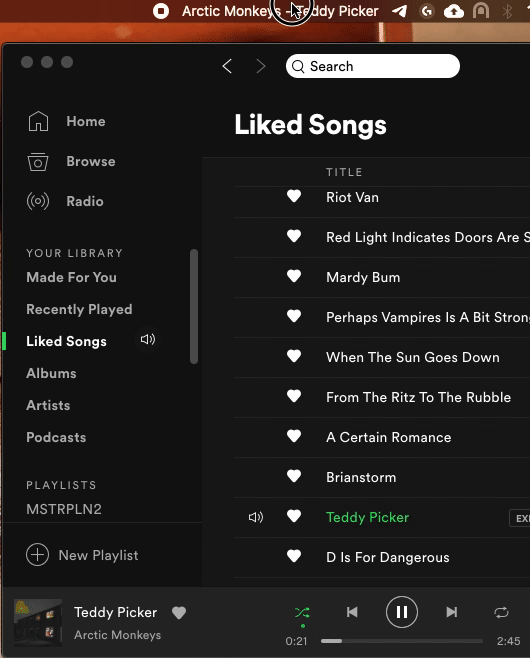 Arctic Monkeys - Teddy Picker
Search
Home
Browse
Radio
YOUR LIBRARY
Made For You
Recently Played
Liked Songs
Albums
Artists
Podcasts
PLAYLISTS
MSTRPLN2
New Playlist
Liked Songs
TITLE
Riot Van
Red Light Indicates Doors Are S
Mardy Bum
Perhaps Vampires Is A Bit Strong
When The Sun Goes Down
From The Ritz To The Rubble
A Certain Romance
Brianstorm
Teddy Picker EX
D Is For Dangerous
Teddy Picker
Arctic Monkeys
0:21 2:45